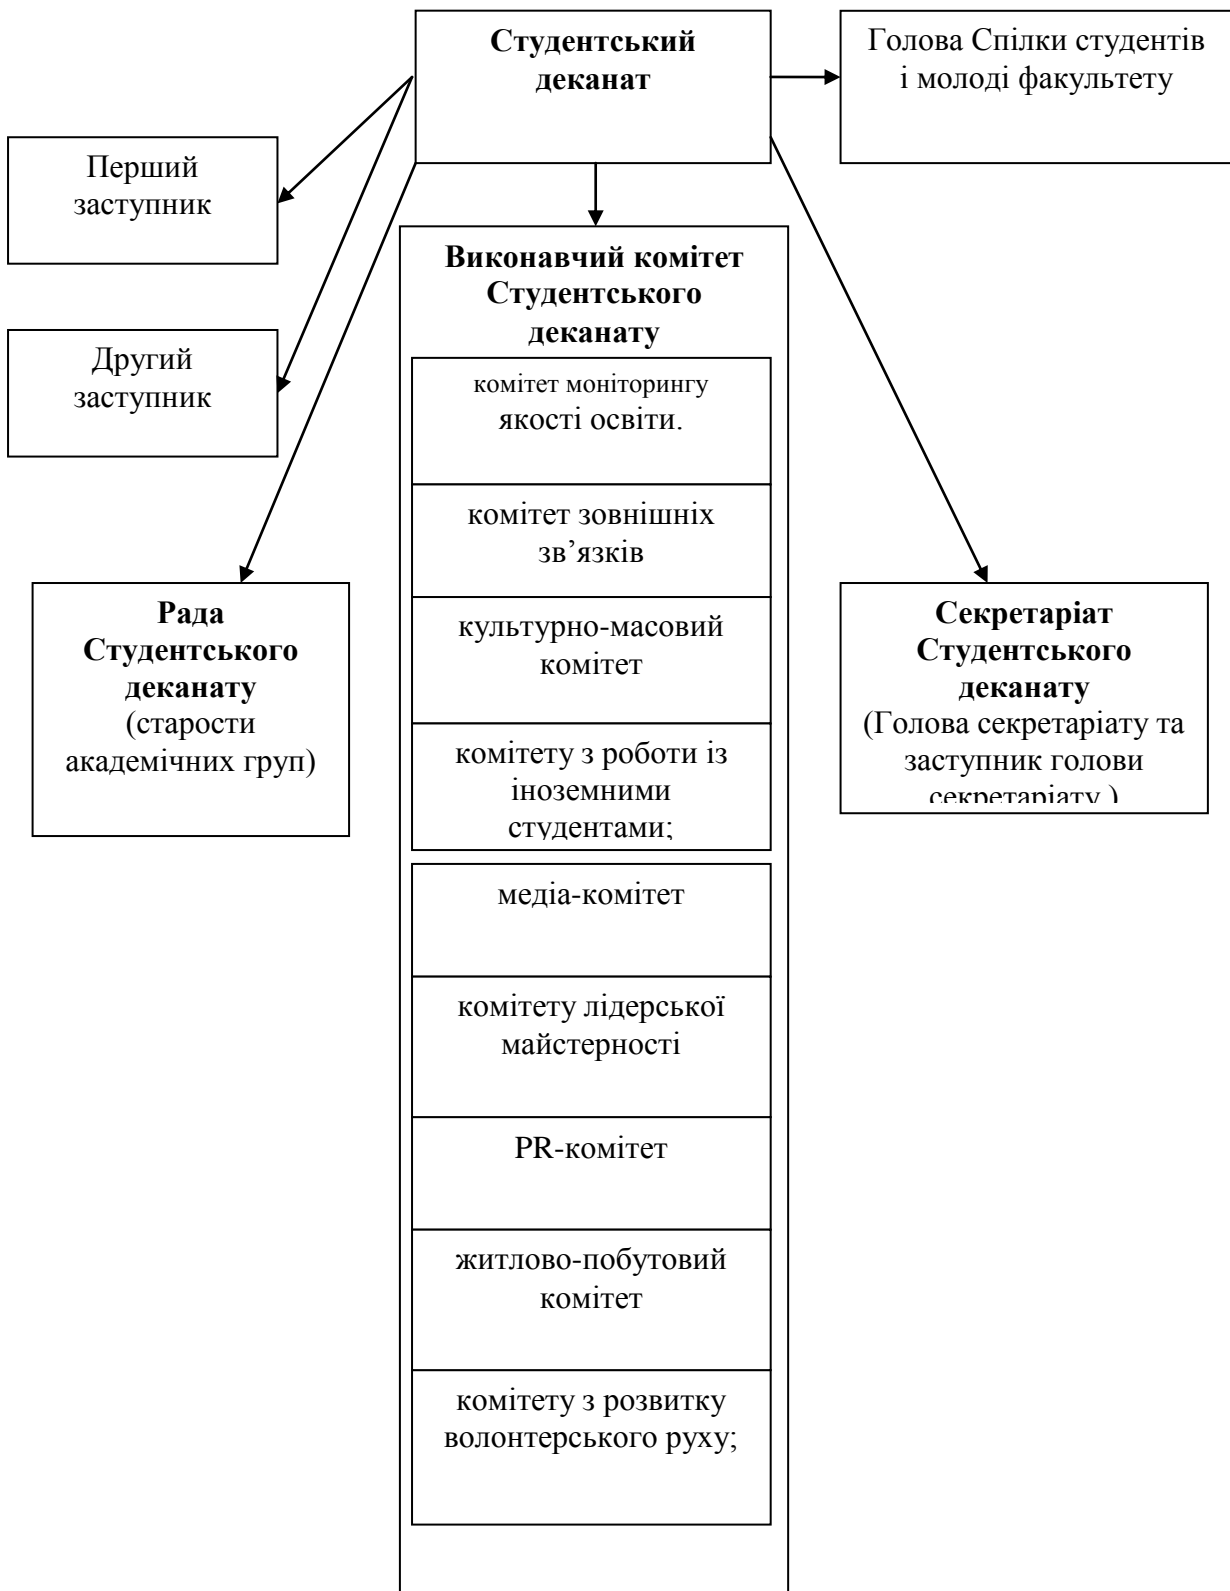 Студентський
деканат
Голова Спілки студентів
і молоді факультету
Перший
заступник
Другий
заступник
Виконавчий комітет
Студентського
деканату
комітет моніторингу
якості освіти.
комітет зовнішніх
зв’язків
культурно-масовий
комітет
комітету з роботи із
іноземними
студентами;
медіа-комітет
комітету лідерської
майстерності
PR-комітет
житлово-побутовий
комітет
комітету з розвитку
волонтерського руху;
Рада
Студентського
деканату
(старости
академічних груп)
Секретаріат
Студентського
деканату
(Голова секретаріату та
заступник голови
секретаріату )